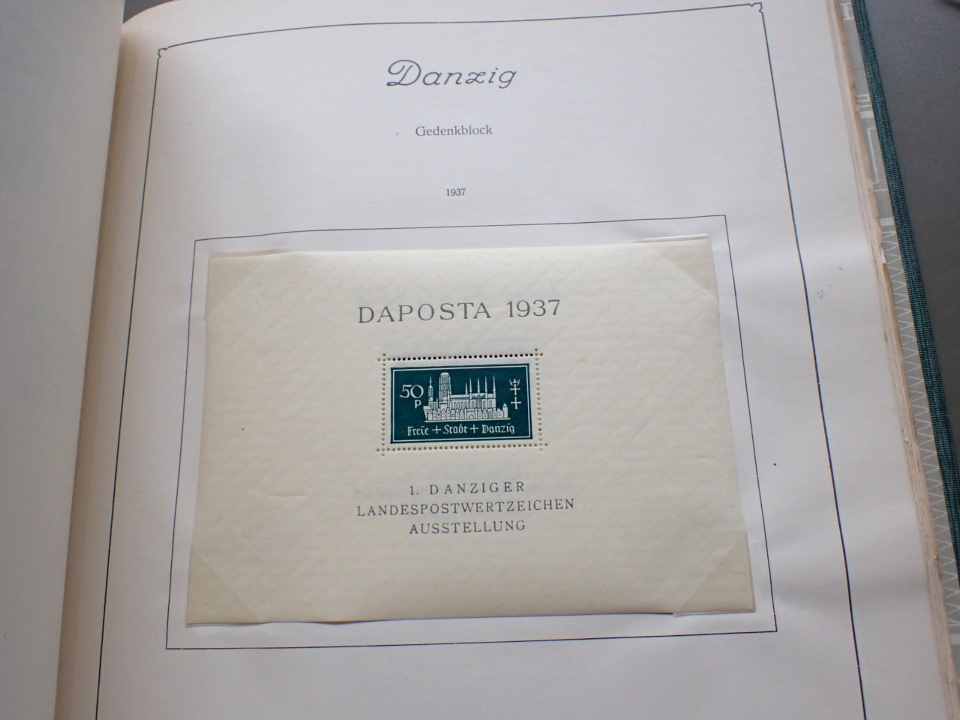 Danzig
Gedenkblock
1937
DAPOSTA 1937
50
p
Freie + Stadt + Danzig
1. DANZIGER
LANDESPOSTWERTZEICHEN
AUSSTELLUNG